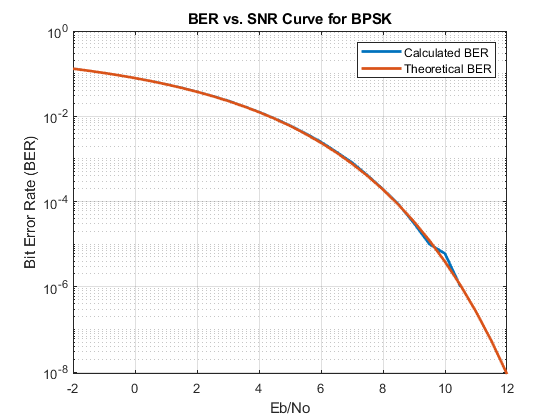 BER vs. SNR Curve for BPSK
Calculated BER
Theoretical BER
Bit Error Rate (BER)
10^0
10^-2
10^-4
10^-6
10^-8
-2 0 2 4 6 8 10 12
Eb/No